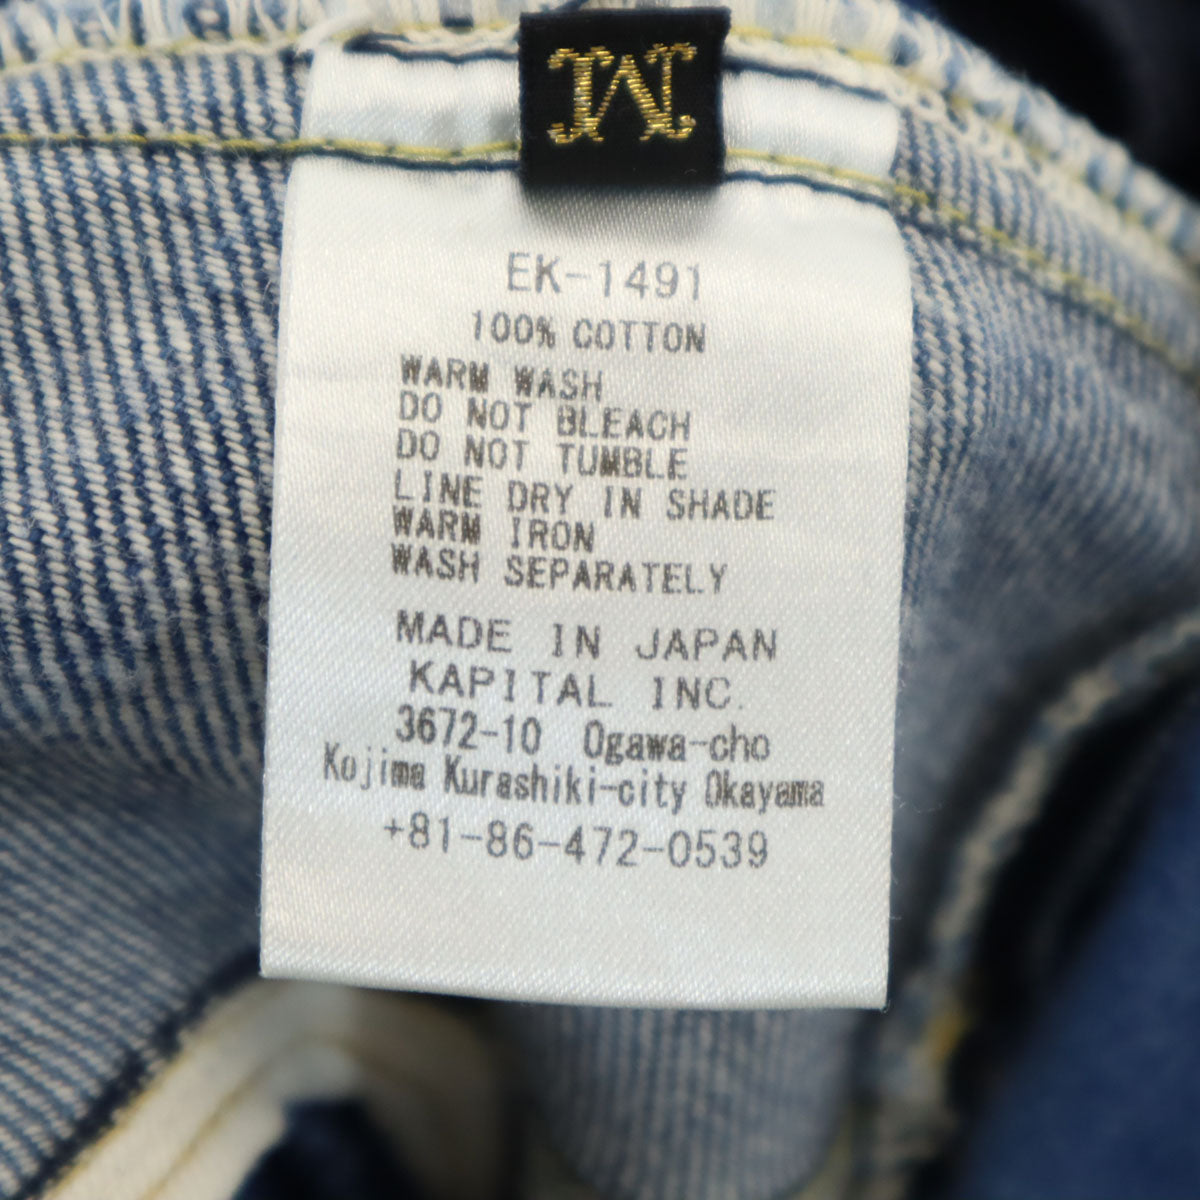 M
EK-1491
100% COTTON
WARM WASH
DO NOT BLEACH
DO NOT TUMBLE
LINE DRY IN SHADE
WARM IRON
WASH SEPARATELY
MADE IN JAPAN
KAPITAL INC.
3672-10 Ogawa-cho
Kojima Kurashiki-city Okayama
+81-86-472-0539